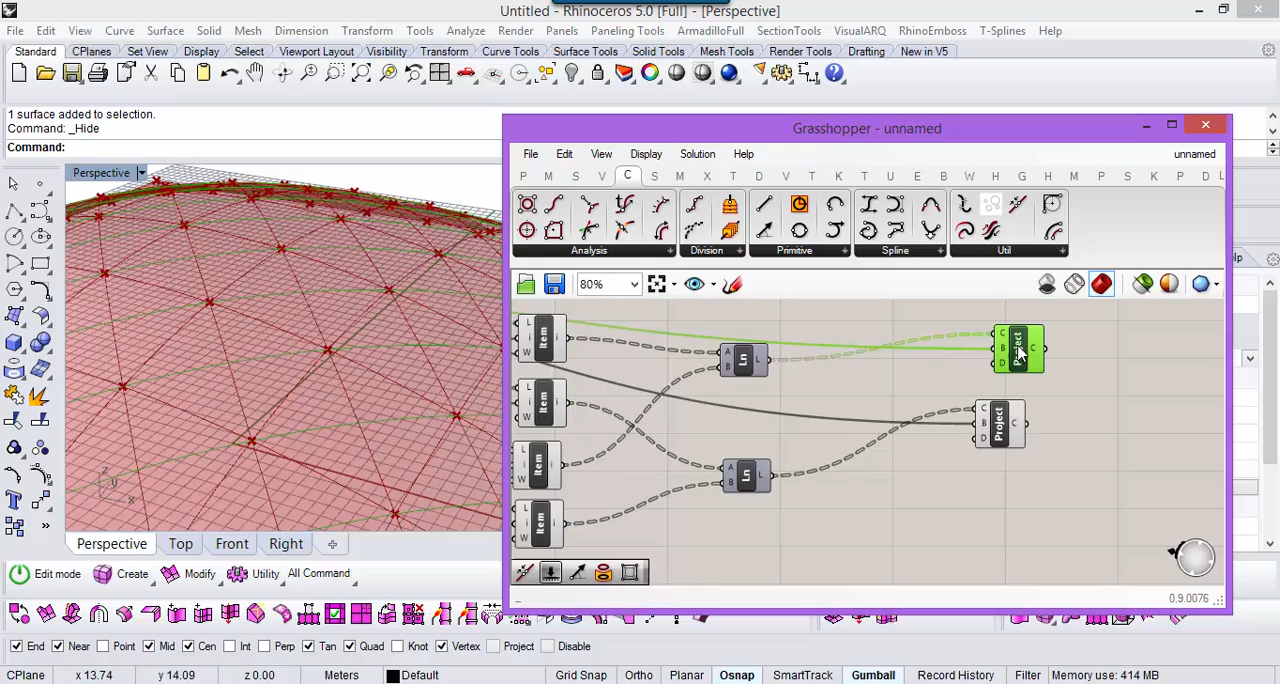 Untitled - Rhinoceros 5.0 [Full] - [Perspective]
File Edit View Curve Surface Solid Mesh Dimension Transform Tools Analyze Render Panels Paneling Tools ArmadilloFull SectionTools VisualARQ RhinoEmboss T-Splines Help
Standard CPlanes Set View Display Select Viewport Layout Visibility Transform Curve Tools Surface Tools Solid Tools Mesh Tools Render Tools Drafting New in V5
1 surface added to selection.
Command: _Hide
Command:
Perspective
Grasshopper - unnamed
File Edit View Display Solution Help unnamed
P M S V C S M I X T D V T K T U E B W H G H M P S K P D L
Analysis Division Primitive Spline Util
80%
L
i
W
Item
Item
Item
Item
A
B
Ln
L
C
B
D
Project
C
C
B
D
Project
C
A
B
Ln
L
0.9.0076
Perspective Top Front Right
Edit mode Create Modify Utility All Command
End Near Point Mid Cen Int Perp Tan Quad Knot Vertex Project Disable
CPlane x 13.74 y 14.09 z 0.00 Meters Default Grid Snap Ortho Planar Osnap SmartTrack Gumball Record History Filter Memory use: 414 MB